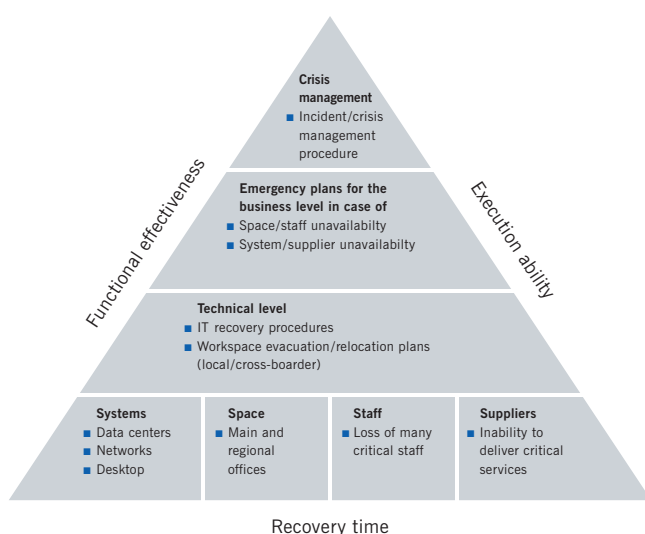 Crisis
management
Incident/crisis
management
procedure
Functional effectiveness
Execution ability
Emergency plans for the
business level in case of
Space/staff unavailabilty
System/supplier unavailabilty
Technical level
IT recovery procedures
Workspace evacuation/relocation plans
(local/cross-boarder)
Systems
Data centers
Networks
Desktop
Space
Main and
regional
offices
Staff
Loss of many
critical staff
Suppliers
Inability to
deliver critical
services
Recovery time